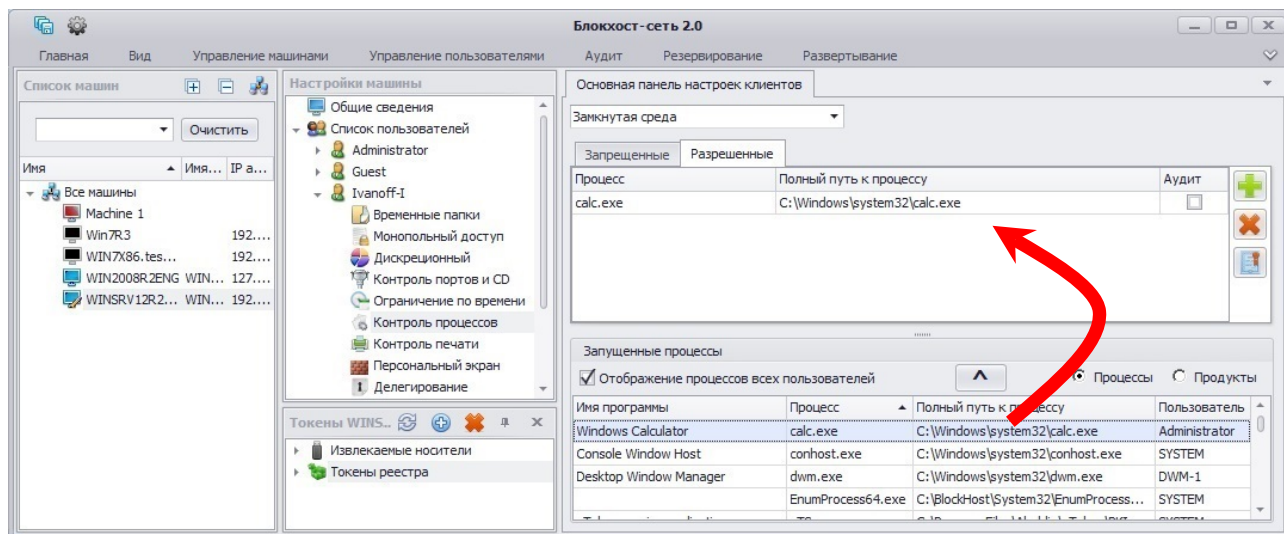 Блокхост-сеть 2.0
Главная Вид Управление машинами Управление пользователями Аудит Резервирование Развертывание
Список машин
Очистить
Имя Имя... IP a...
Все машины
Machine 1
Win7R3 192....
WIN7X86.tes... 192....
WIN2008R2ENG WIN... 127....
WINSRV12R2... WIN... 192....
Настройки машины
Общие сведения
Список пользователей
Administrator
Guest
Ivanoff-I
Временные папки
Монопольный доступ
Дискреционный
Контроль портов и CD
Ограничение по времени
Контроль процессов
Контроль печати
Персональный экран
Делегирование
Токены WINS...
Извлекаемые носители
Токены реестра
Основная панель настроек клиентов
Замкнутая среда
Запрещенные Разрешенные
Процесс Полный путь к процессу Аудит
calc.exe C:\Windows\system32\calc.exe
Запущенные процессы
Отображение процессов всех пользователей ^ Процессы Продукты
Имя программы Процесс Полный путь к процессу Пользователь
Windows Calculator calc.exe C:\Windows\system32\calc.exe Administrator
Console Window Host conhost.exe C:\Windows\system32\conhost.exe SYSTEM
Desktop Window Manager dwm.exe C:\Windows\system32\dwm.exe DWM-1
EnumProcess64.exe C:\BlockHost\System32\EnumProcess... SYSTEM